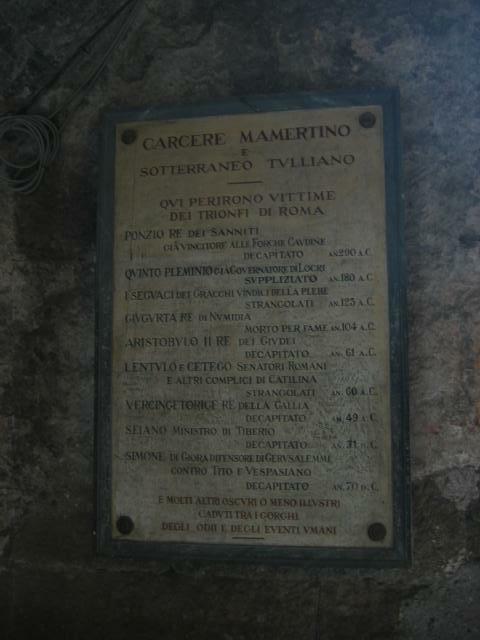 CARCERE MAMERTINO
E
SOTTERRANEO TVLLIANO
QVI PERIRONO VITTIME
DEI TRIONFI DI ROMA
PONZIO RE DEI SANNITI
GIÀ VINCITORE ALLE FORCHE CAVDINE
DECAPITATO AN. 290 A.C.
QVINTO PLEMINIO GIÀ GOVERNATORE DI LOCRI
SVPPLIZIATO AN. 180 A.C.
I SEGVACI DEI GRACCHI VINDICI DELLA PLEBE
STRANGOLATI AN. 123 A.C.
GIVGVRTA RE DI NVMIDIA
MORTO PER FAME AN. 104 A.C.
ARISTOBVLO II RE DEI GIVDEI
DECAPITATO AN. 61 A.C.
LENTVLO E CETEGO SENATORI ROMANI
E ALTRI COMPLICI DI CATILINA
STRANGOLATI AN. 60 A.C.
VERCINGETORIGE RE DELLA GALLIA
DECAPITATO AN. 49 A.C.
SEIANO MINISTRO DI TIBERIO
DECAPITATO AN. 31 D.C.
SIMONE DI GIORA DIFENSORE DI GERVSALEMME
CONTRO TITO E VESPASIANO
DECAPITATO AN. 70 D.C.
E MOLTI ALTRI OSCVRI O MENO ILLVSTRI
CADVTI TRA I GORGHI
DEGLI ODII E DEGLI EVENTI VMANI